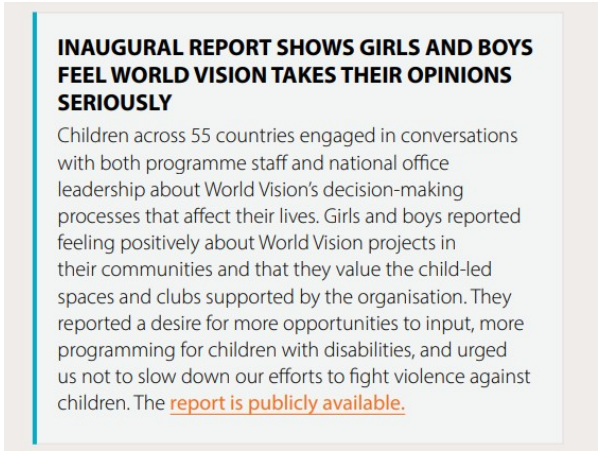 INAUGURAL REPORT SHOWS GIRLS AND BOYS
FEEL WORLD VISION TAKES THEIR OPINIONS
SERIOUSLY
Children across 55 countries engaged in conversations
with both programme staff and national office
leadership about World Vision's decision-making
processes that affect their lives. Girls and boys reported
feeling positively about World Vision projects in
their communities and that they value the child-led
spaces and clubs supported by the organisation. They
reported a desire for more opportunities to input, more
programming for children with disabilities, and urged
us not to slow down our efforts to fight violence against
children. The report is publicly available.